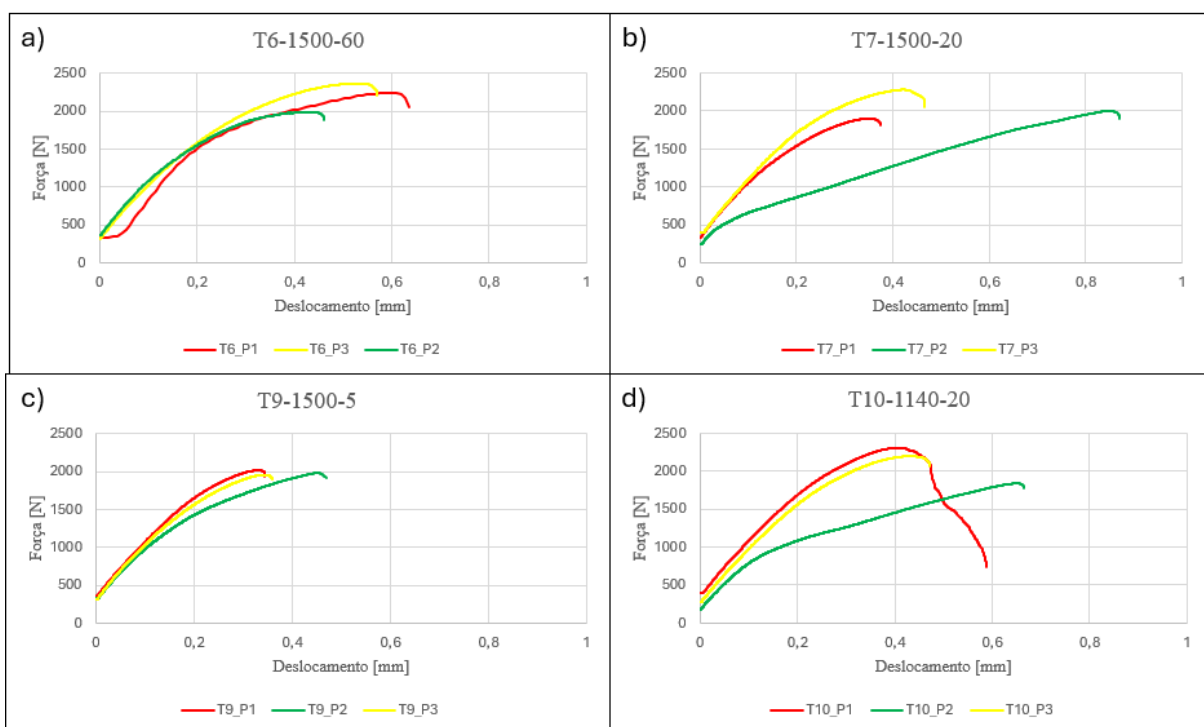 a)
T6-1500-60
Força [N]
2500
2000
1500
1000
500
0
0 0,2 0,4 0,6 0,8 1
Deslocamento [mm]
T6_P1 T6_P3 T6_P2
b)
T7-1500-20
Força [N]
2500
2000
1500
1000
500
0
0 0,2 0,4 0,6 0,8 1
Deslocamento [mm]
T7_P1 T7_P2 T7_P3
c)
T9-1500-5
Força [N]
2500
2000
1500
1000
500
0
0 0,2 0,4 0,6 0,8 1
Deslocamento [mm]
T9_P1 T9_P2 T9_P3
d)
T10-1140-20
Força [N]
2500
2000
1500
1000
500
0
0 0,2 0,4 0,6 0,8 1
Deslocamento [mm]
T10_P1 T10_P2 T10_P3